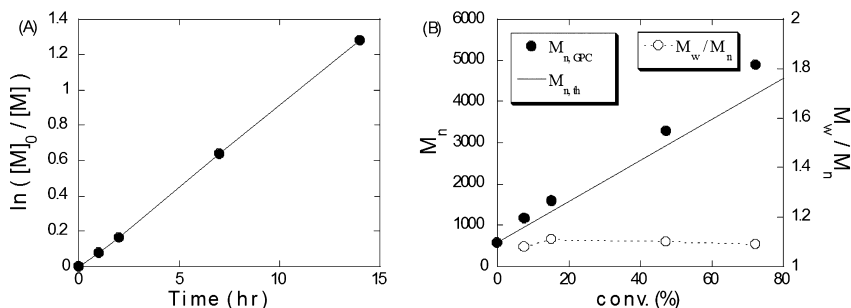 (A)
1.4
1.2
1
0.8
0.6
0.4
0.2
0
ln ( [M]0 / [M] )
0 5 10 15
Time (hr)
(B)
6000
5000
4000
3000
2000
1000
0
Mn
Mn, GPC
Mn, th
Mw / Mn
2
1.8
1.6
1.4
1.2
1
Mw / Mn
0 20 40 60 80
conv. (%)